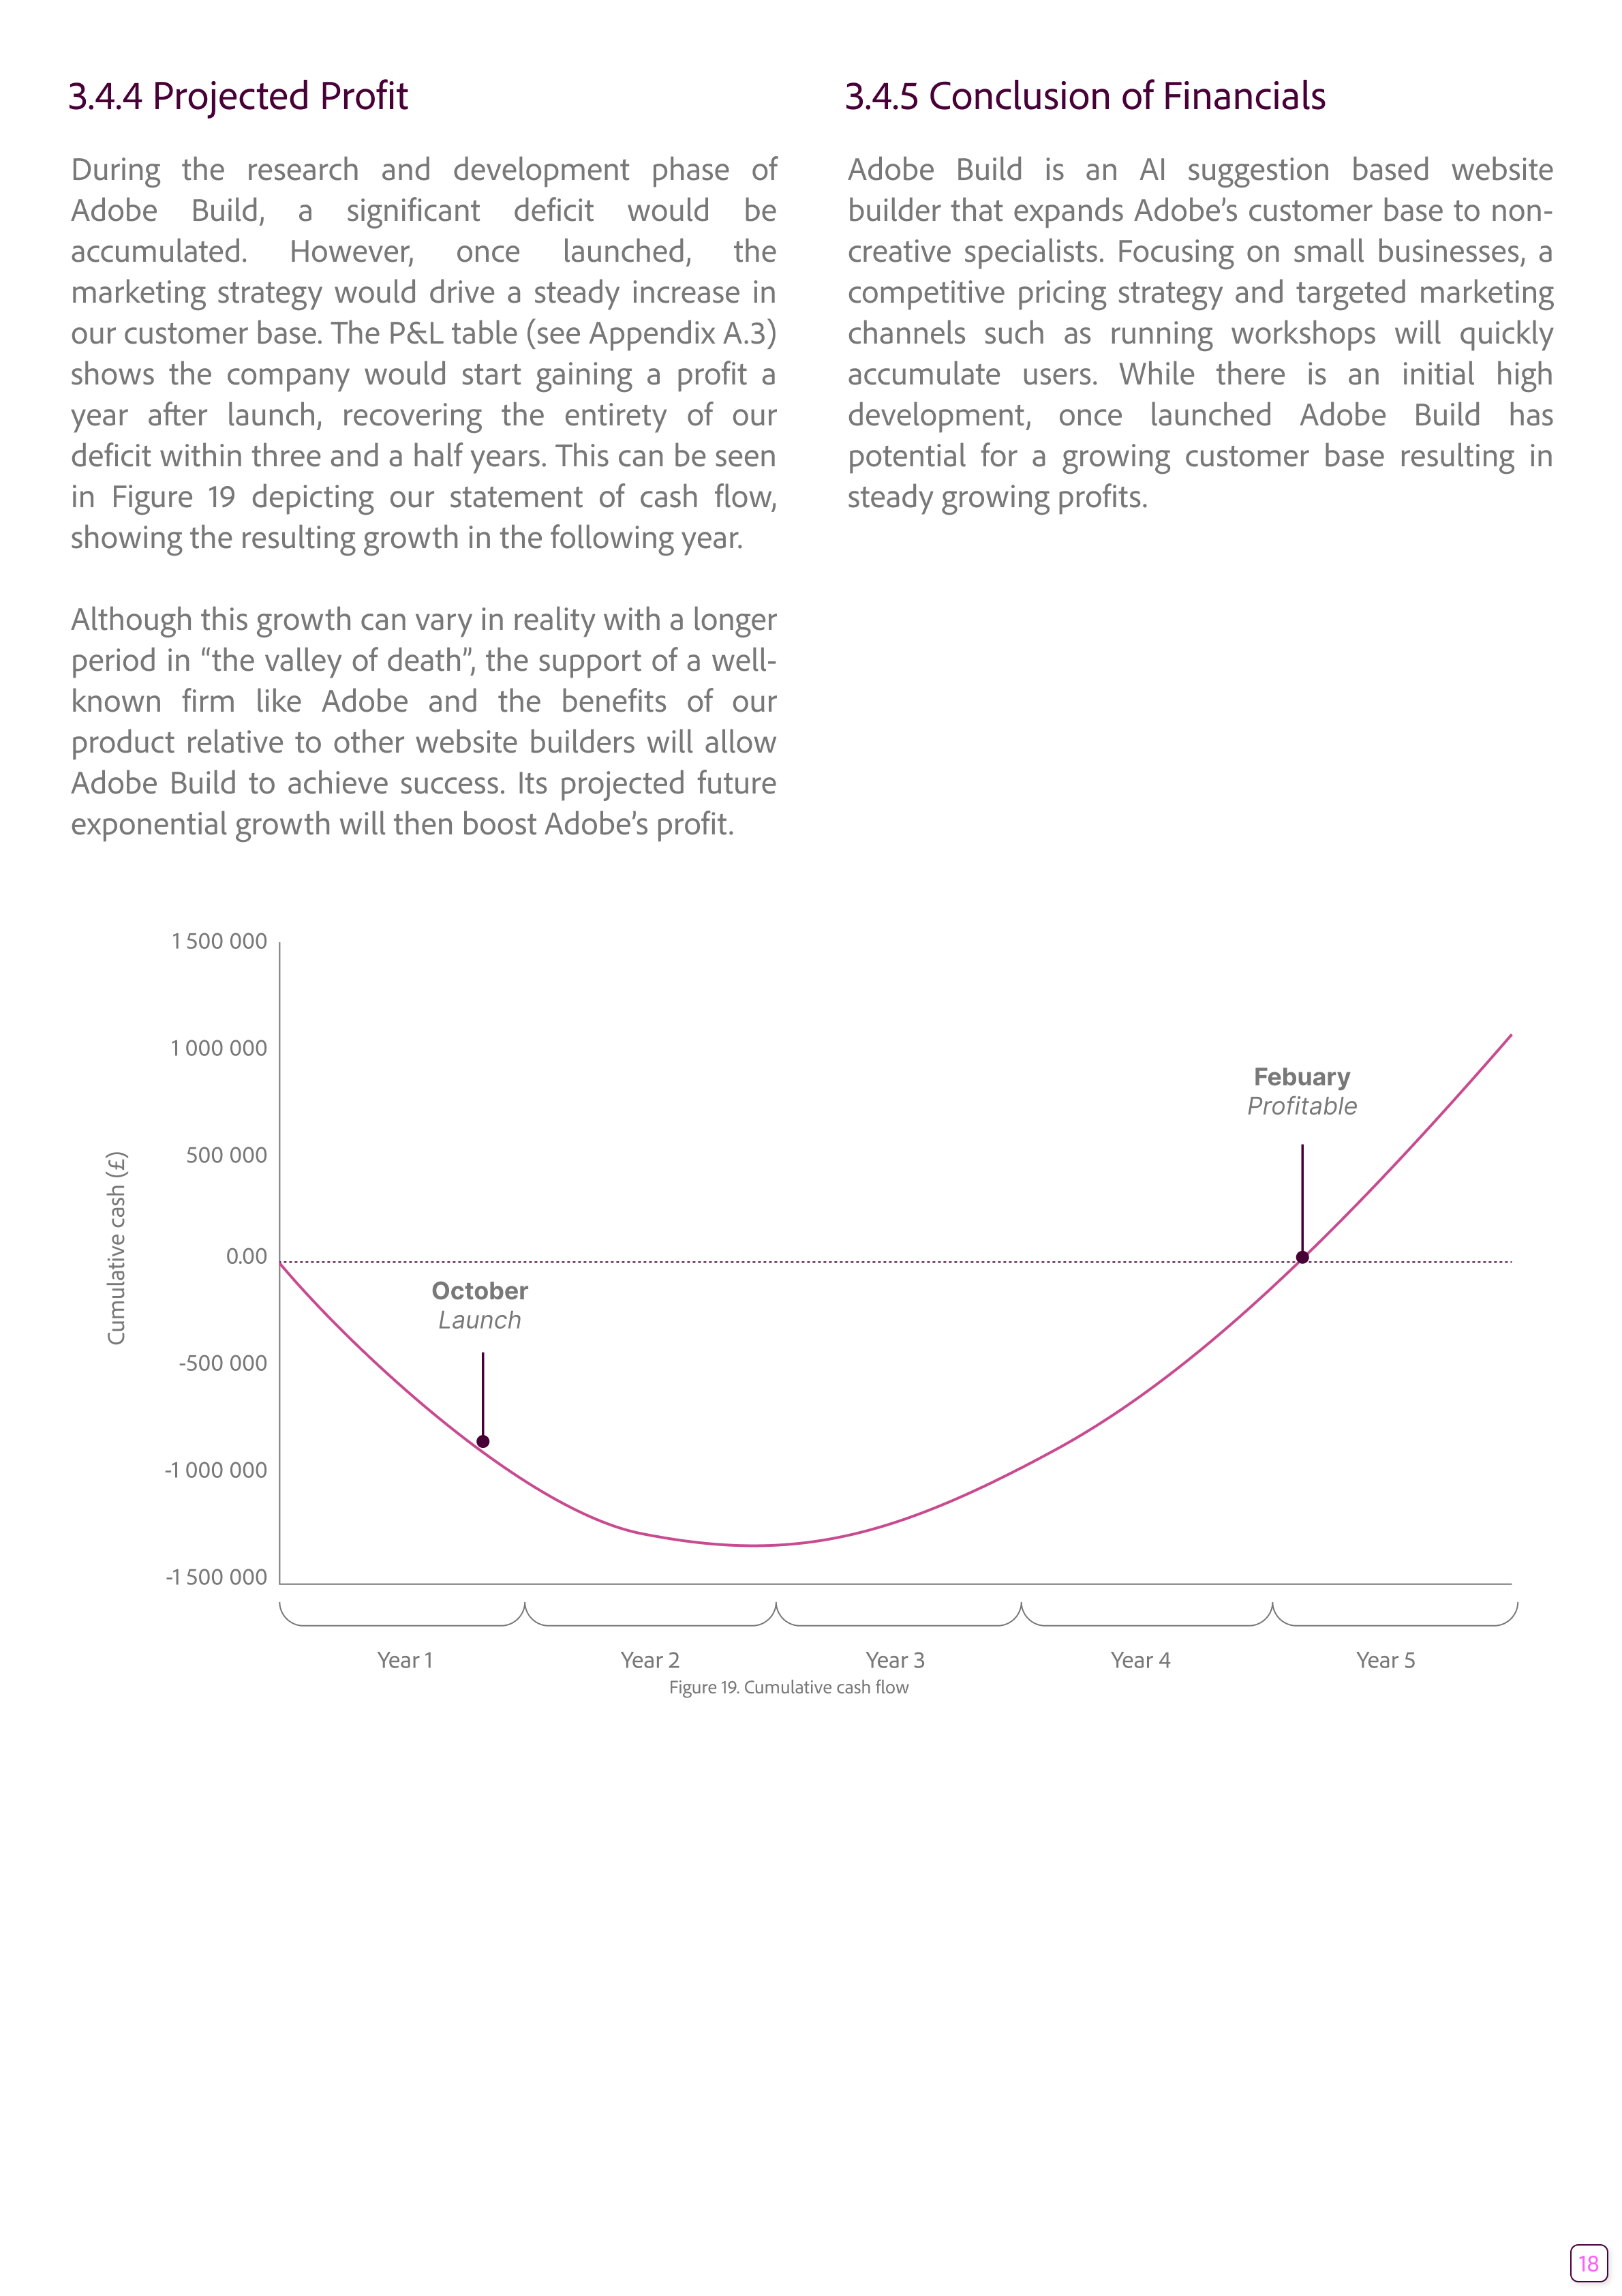 3.4.4 Projected Profit
During the research and development phase of
Adobe Build, a significant deficit would be
accumulated. However, once launched, the
marketing strategy would drive a steady increase in
our customer base. The P&L table (see Appendix A.3)
shows the company would start gaining a profit a
year after launch, recovering the entirety of our
deficit within three and a half years. This can be seen
in Figure 19 depicting our statement of cash flow,
showing the resulting growth in the following year.
Although this growth can vary in reality with a longer
period in “the valley of death”, the support of a well-
known firm like Adobe and the benefits of our
product relative to other website builders will allow
Adobe Build to achieve success. Its projected future
exponential growth will then boost Adobe’s profit.
3.4.5 Conclusion of Financials
Adobe Build is an AI suggestion based website
builder that expands Adobe’s customer base to non-
creative specialists. Focusing on small businesses, a
competitive pricing strategy and targeted marketing
channels such as running workshops will quickly
accumulate users. While there is an initial high
development, once launched Adobe Build has
potential for a growing customer base resulting in
steady growing profits.
Cumulative cash (£)
1 500 000
1 000 000
500 000
0.00
-500 000
-1 000 000
-1 500 000
October
Launch
Febuary
Profitable
Year 1
Year 2
Year 3
Year 4
Year 5
Figure 19. Cumulative cash flow
18